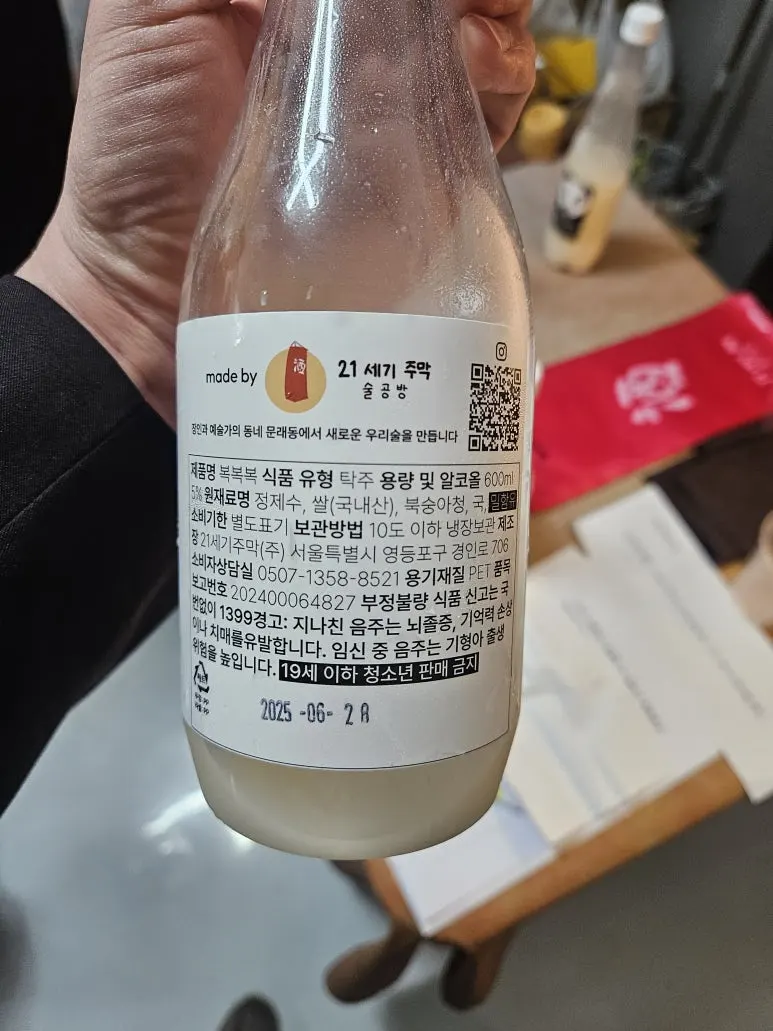 made by
酒
21 세기 주막
술공방
장인과 예술가의 동네 문래동에서 새로운 우리술을 만듭니다
제품명 복복복 식품 유형 탁주 용량 및 알코올 600ml
5% 원재료명 정제수, 쌀(국내산), 복숭아청, 국, 밀함유
소비기한 별도표기 보관방법 10도 이하 냉장보관 제조
장 21세기주막(주) 서울특별시 영등포구 경인로 706
소비자상담실 0507-1358-8521 용기재질 PET 품목
보고번호 202400064827 부정불량 식품 신고는 국
번없이 1399경고: 지나친 음주는 뇌졸중, 기억력 손상
이나 치매를유발합니다. 임신 중 음주는 기형아 출생
위험을 높입니다. 19세 이하 청소년 판매 금지
2025 -06- 2 8